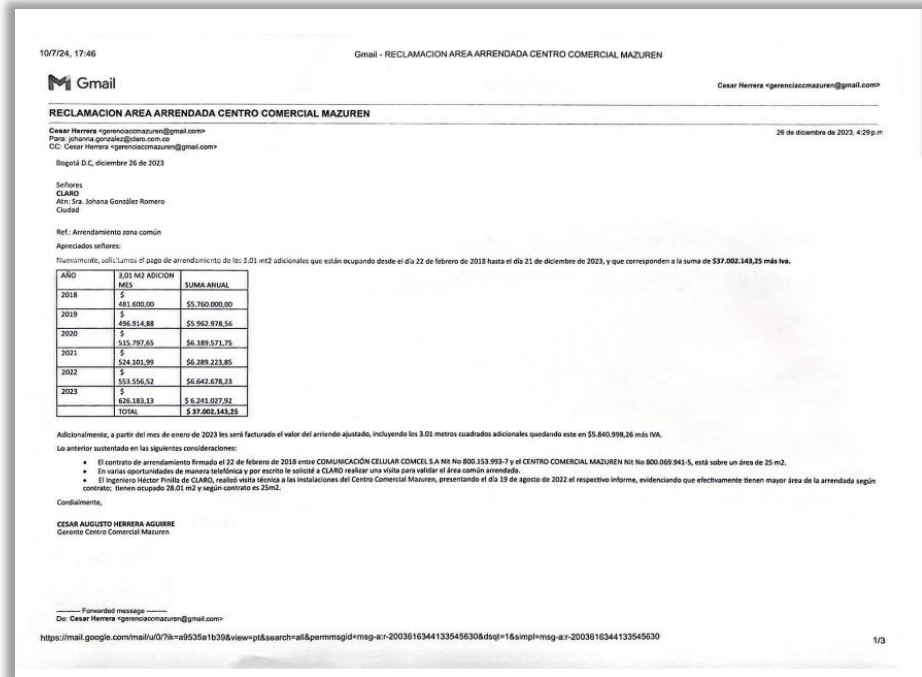 10/7/24, 17:46
Gmail - RECLAMACION AREA ARRENDADA CENTRO COMERCIAL MAZUREN
Gmail
Cesar Herrera <gerenciaccmazuren@gmail.com>
RECLAMACION AREA ARRENDADA CENTRO COMERCIAL MAZUREN
Cesar Herrera <gerenciaccmazuren@gmail.com>
26 de diciembre de 2023, 4:29 p.m
Para: johanna.gonzalez@claro.com.co
CC: Cesar Herrera <gerenciaccmazuren@gmail.com>
Bogotá D.C, diciembre 26 de 2023
Señores
CLARO
Atn: Sra. Johana González Romero
Ciudad
Ref.: Arrendamiento zona común
Apreciados señores:
Nuevamente, solicitamos el pago de arrendamiento de los 3.01 mt2 adicionales que están ocupando desde el día 22 de febrero de 2018 hasta el día 21 de diciembre de 2023, y que corresponden a la suma de $37.002.143,25 más Iva.
AÑO 3,01 M2 ADICION MES SUMA ANUAL
2018 $ 481.600,00 $5.760.000,00
2019 $ 496.914,88 $5.962.978,56
2020 $ 515.797,65 $6.189.571,75
2021 $ 524.101,99 $6.289.223,85
2022 $ 553.556,52 $6.642.678,23
2023 $ 626.183,13 $ 6.241.027,92
TOTAL $ 37.002.143,25
Adicionalmente, a partir del mes de enero de 2023 les será facturado el valor del arriendo ajustado, incluyendo los 3.01 metros cuadrados adicionales quedando este en $5.840.998,26 más IVA.
Lo anterior sustentado en las siguientes consideraciones:
• El contrato de arrendamiento firmado el 22 de febrero de 2018 entre COMUNICACIÓN CELULAR COMCEL S.A Nit No 800.153.993-7 y el CENTRO COMERCIAL MAZUREN Nit No 800.069.941-5, está sobre un área de 25 m2.
• En varias oportunidades de manera telefónica y por escrito le solicité a CLARO realizar una visita para validar el área común arrendada.
• El Ingeniero Héctor Pinilla de CLARO, realizó visita técnica a las instalaciones del Centro Comercial Mazuren, presentando el día 19 de agosto de 2022 el respectivo informe, evidenciando que efectivamente tienen mayor área de la arrendada según
contrato; tienen ocupado 28.01 m2 y según contrato es 25m2.
Cordialmente,
CESAR AUGUSTO HERRERA AGUIRRE
Gerente Centro Comercial Mazuren
---------- Forwarded message ---------
De: Cesar Herrera <gerenciaccmazuren@gmail.com>
https://mail.google.com/mail/u/0/?ik=a9535a1b39&view=pt&search=all&permmsgid=msg-a:r-2003616344133545630&dsqt=1&simpl=msg-a:r-2003616344133545630
1/3